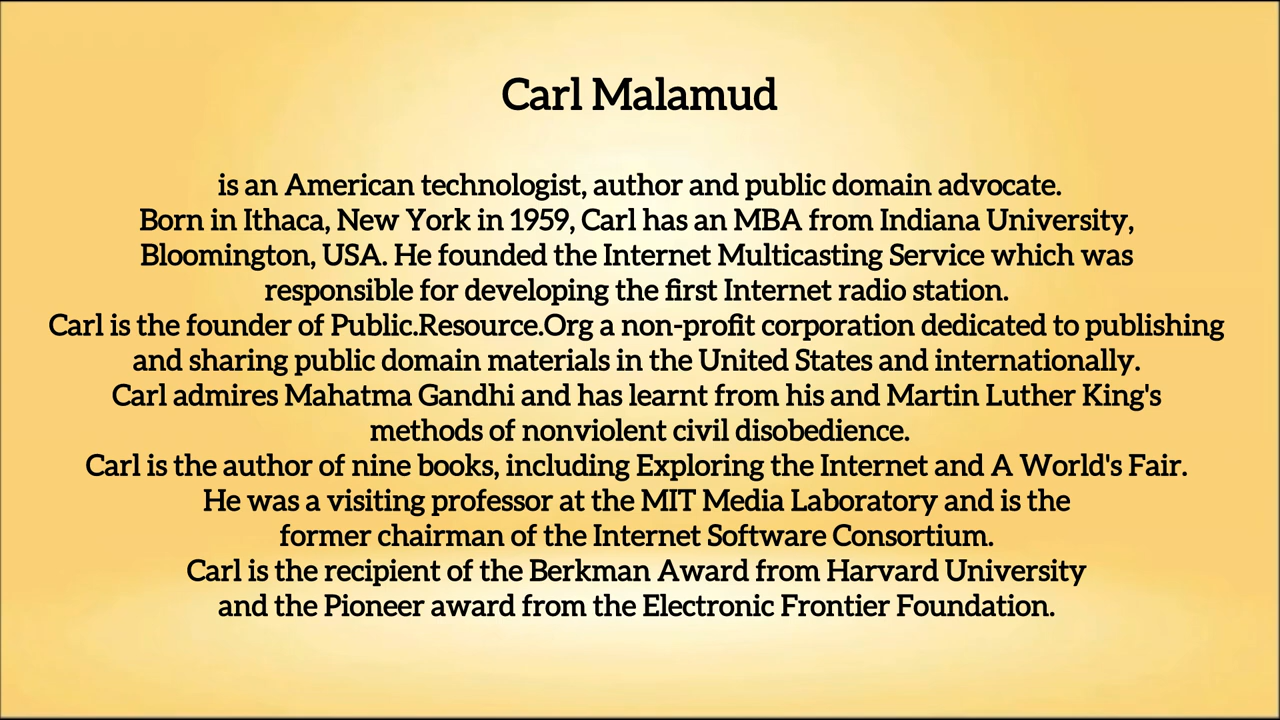 Carl Malamud
is an American technologist, author and public domain advocate.
Born in Ithaca, New York in 1959, Carl has an MBA from Indiana University,
Bloomington, USA. He founded the Internet Multicasting Service which was
responsible for developing the first Internet radio station.
Carl is the founder of Public.Resource.Org a non-profit corporation dedicated to publishing
and sharing public domain materials in the United States and internationally.
Carl admires Mahatma Gandhi and has learnt from his and Martin Luther King's
methods of nonviolent civil disobedience.
Carl is the author of nine books, including Exploring the Internet and A World's Fair.
He was a visiting professor at the MIT Media Laboratory and is the
former chairman of the Internet Software Consortium.
Carl is the recipient of the Berkman Award from Harvard University
and the Pioneer award from the Electronic Frontier Foundation.